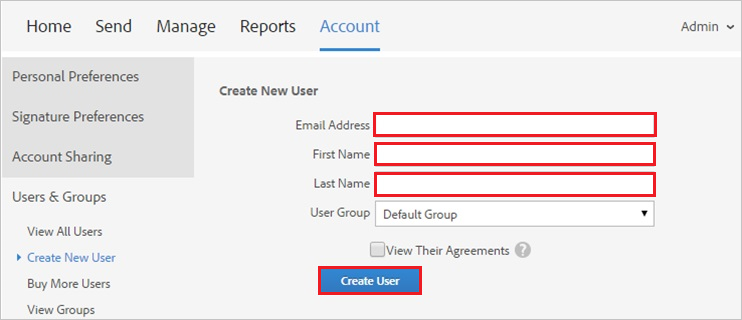 Home Send Manage Reports Account Admin
Personal Preferences
Signature Preferences
Account Sharing
Users & Groups
View All Users
Create New User
Buy More Users
View Groups
Create New User
Email Address
First Name
Last Name
User Group Default Group
View Their Agreements ?
Create User